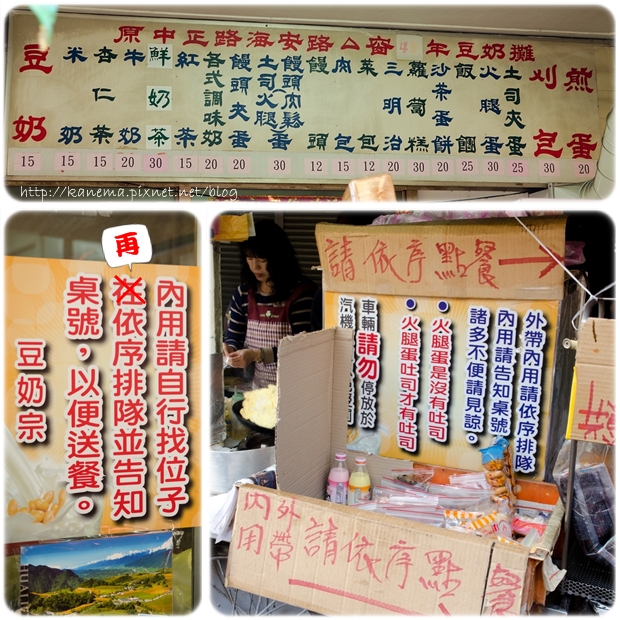 原中正路海安路口窗 年豆奶攤
豆奶 15
米奶 15
杏仁茶 15
牛奶 20
鮮奶茶 30
紅茶 15
各式調味奶 20
饅頭夾蛋 20
土司火腿蛋 30
饅頭肉鬆蛋 30
饅頭 12
肉包 15
菜包 12
三明治 15
蘿蔔糕 20
沙茶蛋餅 20
飯糰 25
火腿蛋 30
土司夾蛋 25
刈包 30
煎蛋 20
http://kanema.pixnet.net/blog
再
內用請自行找位子
在依序排隊並告知
桌號，以便送餐。
豆奶宗
請依序點餐
外帶內用請依序排隊
內用請告知桌號
諸多不便請見諒。
火腿蛋是沒有吐司
火腿蛋吐司才有吐司
車輛請勿停放於
汽機
內用
外帶
請依序點